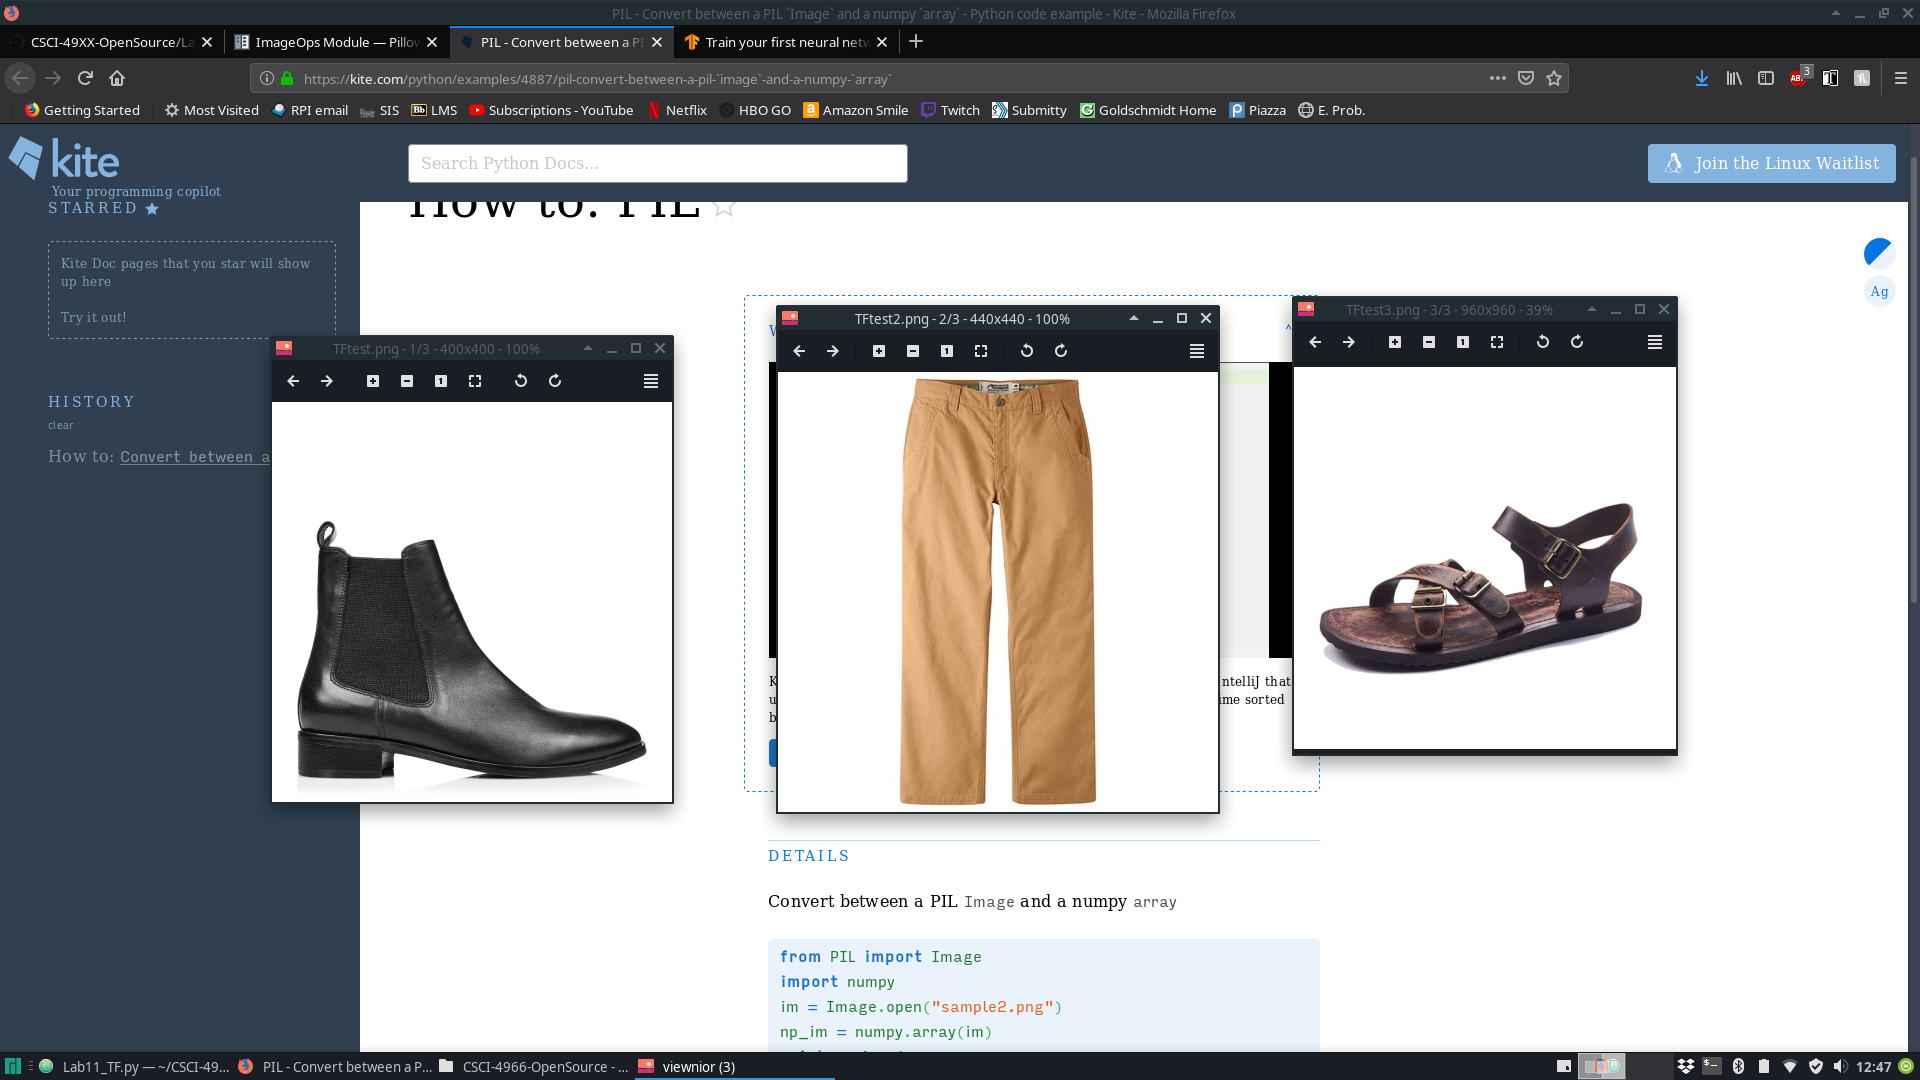 PIL - Convert between a PIL `Image` and a numpy `array` - Python code example - Kite - Mozilla Firefox
CSCI-49XX-OpenSource/La
ImageOps Module — Pillow
PIL - Convert between a PI
Train your first neural netw
https://kite.com/python/examples/4887/pil-convert-between-a-pil-`image`-and-a-numpy-`array`
ABP 3
Getting Started
Most Visited
RPI email
SIS
Bb LMS
Subscriptions - YouTube
Netflix
HBO GO
Amazon Smile
Twitch
Submitty
Goldschmidt Home
Piazza
E. Prob.
kite
Your programming copilot
Search Python Docs...
Join the Linux Waitlist
STARRED
How to: PIL
Kite Doc pages that you star will show
up here
Try it out!
Ag
HISTORY
clear
How to: Convert between a
TFtest.png - 1/3 - 400x400 - 100%
1
TFtest2.png - 2/3 - 440x440 - 100%
1
TFtest3.png - 3/3 - 960x960 - 39%
1
ntelliJ that
ime sorted
DETAILS
Convert between a PIL Image and a numpy array
from PIL import Image
import numpy
im = Image.open("sample2.png")
np_im = numpy.array(im)
Lab11_TF.py — ~/CSCI-49...
PIL - Convert between a P...
CSCI-4966-OpenSource - ...
viewnior (3)
12:47